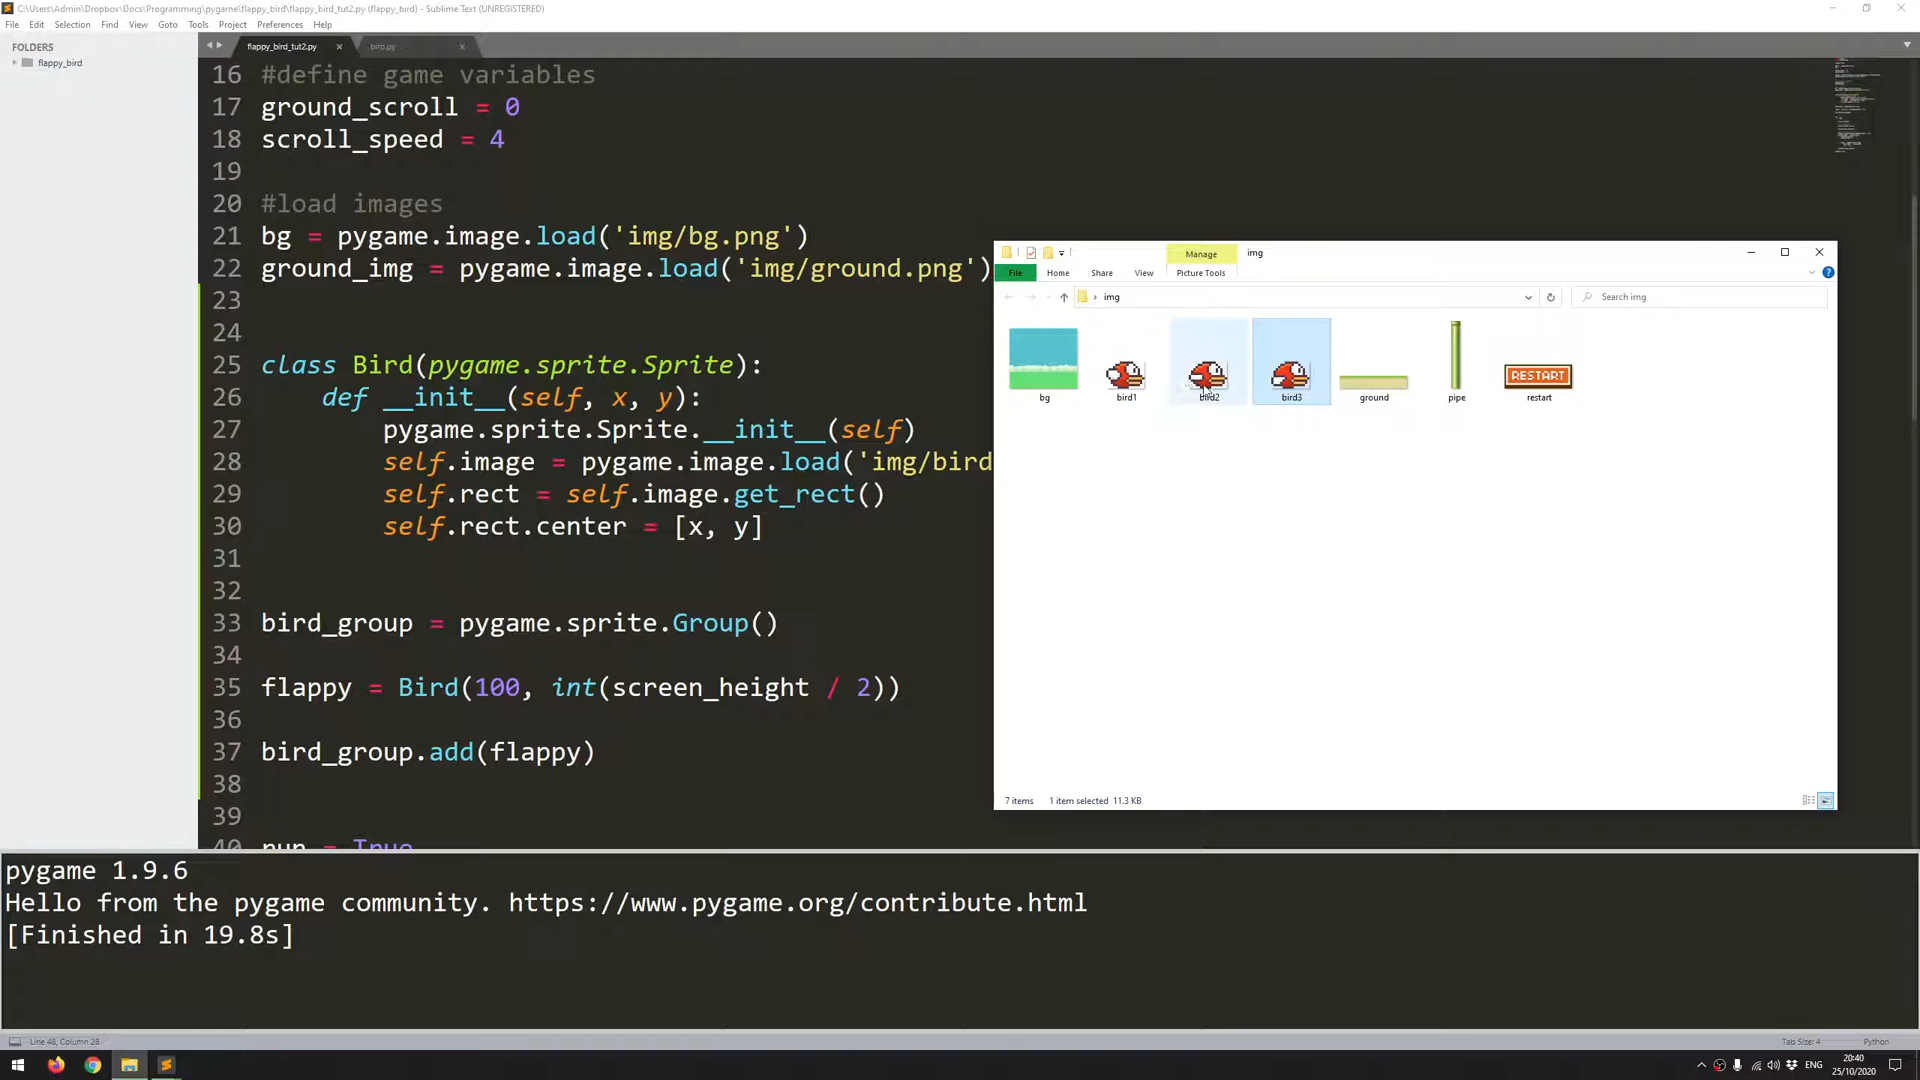 C:\Users\Admin\Dropbox\Docs\Programming\pygame\flappy_bird\flappy_bird_tut2.py (flappy_bird) - Sublime Text (UNREGISTERED)
File Edit Selection Find View Goto Tools Project Preferences Help
FOLDERS
flappy_bird
flappy_bird_tut2.py
16 #define game variables
17 ground_scroll = 0
18 scroll_speed = 4
19
20 #load images
21 bg = pygame.image.load('img/bg.png')
22 ground_img = pygame.image.load('img/ground.png')
23
24
25 class Bird(pygame.sprite.Sprite):
26 def __init__(self, x, y):
27 pygame.sprite.Sprite.__init__(self)
28 self.image = pygame.image.load('img/bird
29 self.rect = self.image.get_rect()
30 self.rect.center = [x, y]
31
32
33 bird_group = pygame.sprite.Group()
34
35 flappy = Bird(100, int(screen_height / 2))
36
37 bird_group.add(flappy)
38
39
40 run = True
Manage img
File Home Share View Picture Tools
img
Search img
RESTART
bg bird1 bird2 bird3 ground pipe restart
7 items 1 item selected 11.3 KB
pygame 1.9.6
Hello from the pygame community. https://www.pygame.org/contribute.html
[Finished in 19.8s]
Line 48, Column 28
Tab Size: 4
Python
ENG
20:40
25/10/2020